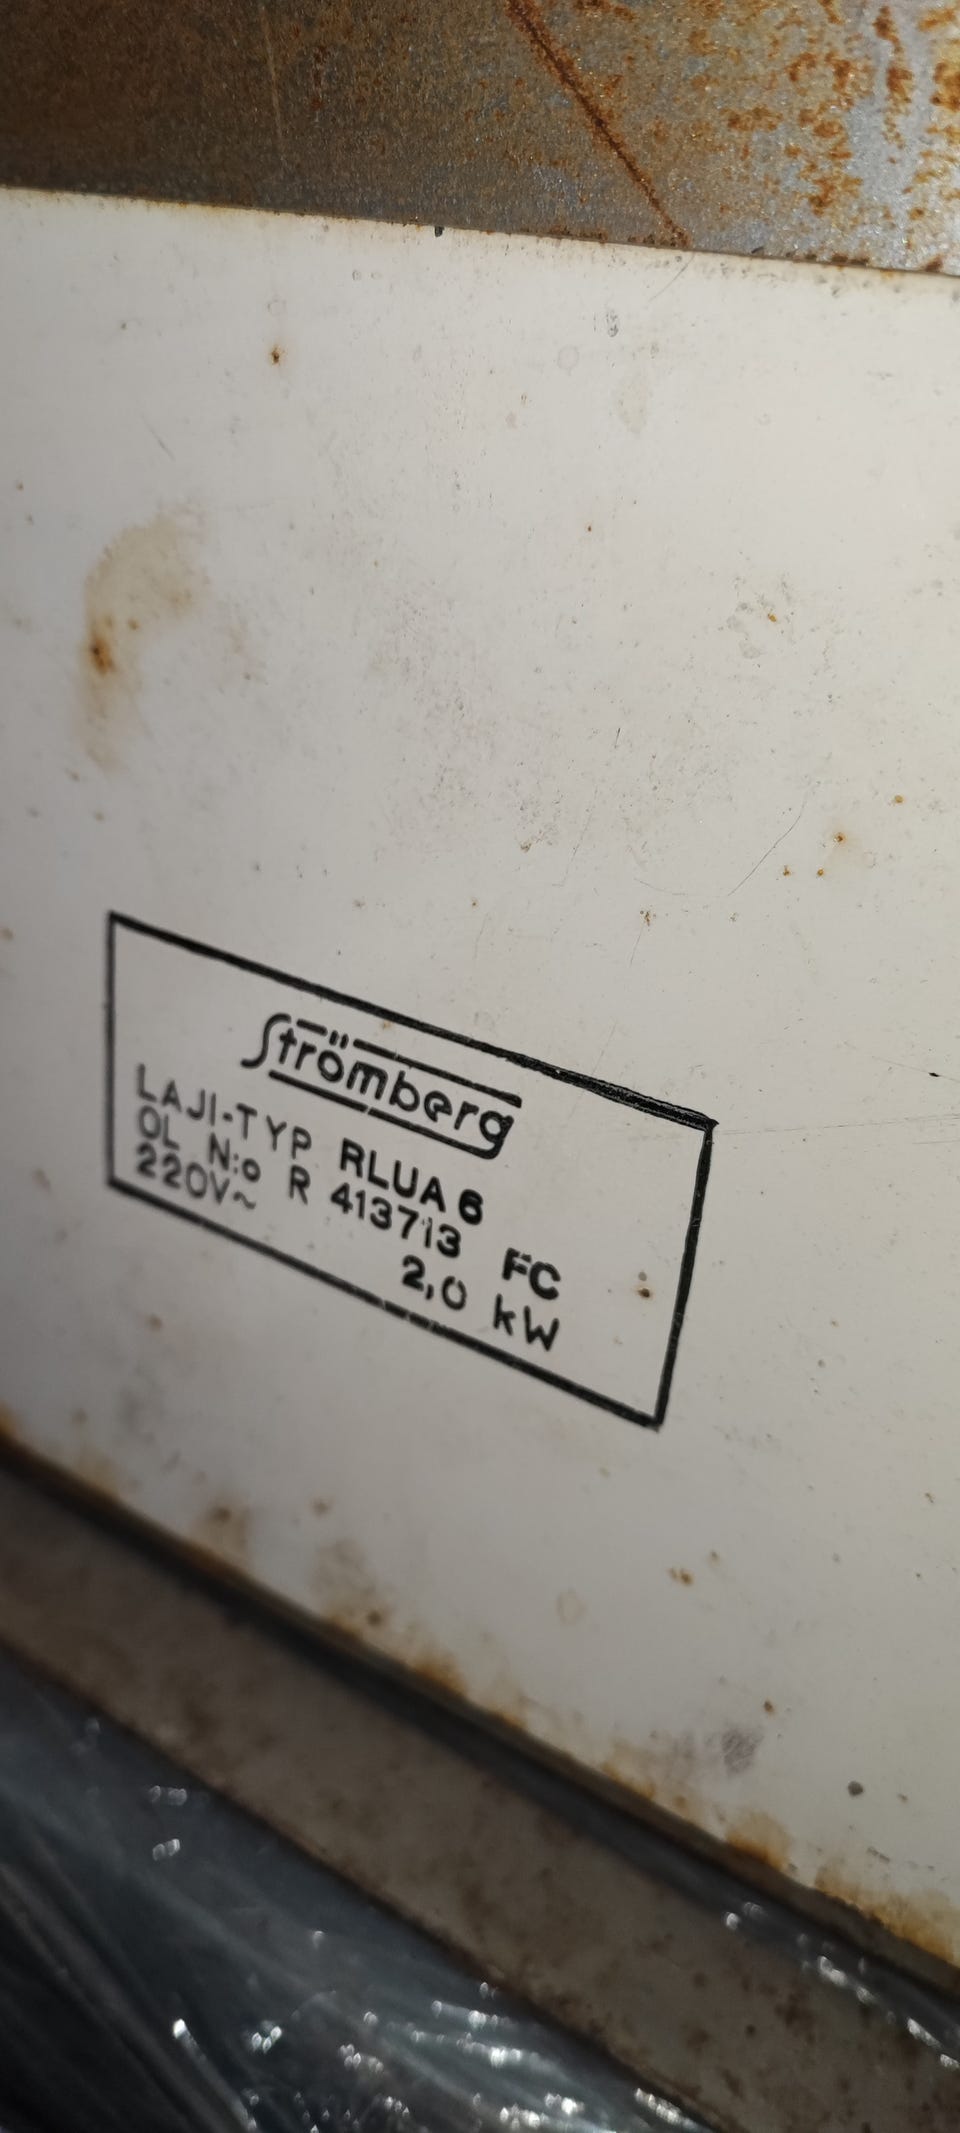 Strömberg
LAJI-TYP RLUA 6
OL N:o R 413713 FC
220V~ 2,0 kW